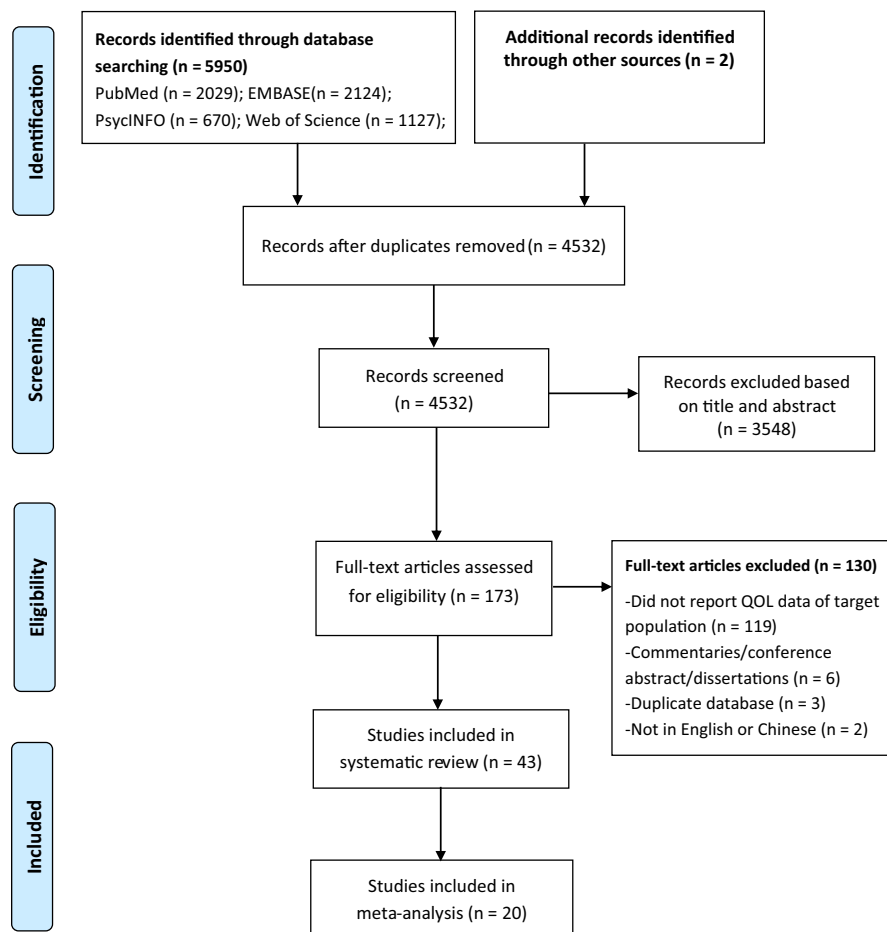 Identification
Records identified through database
searching (n = 5950)
PubMed (n = 2029); EMBASE(n = 2124);
PsycINFO (n = 670); Web of Science (n = 1127);
Additional records identified
through other sources (n = 2)
Records after duplicates removed (n = 4532)
Screening
Records screened
(n = 4532)
Records excluded based
on title and abstract
(n = 3548)
Eligibility
Full-text articles assessed
for eligibility (n = 173)
Full-text articles excluded (n = 130)
-Did not report QOL data of target
population (n = 119)
-Commentaries/conference
abstract/dissertations (n = 6)
-Duplicate database (n = 3)
-Not in English or Chinese (n = 2)
Included
Studies included in
systematic review (n = 43)
Studies included in
meta-analysis (n = 20)